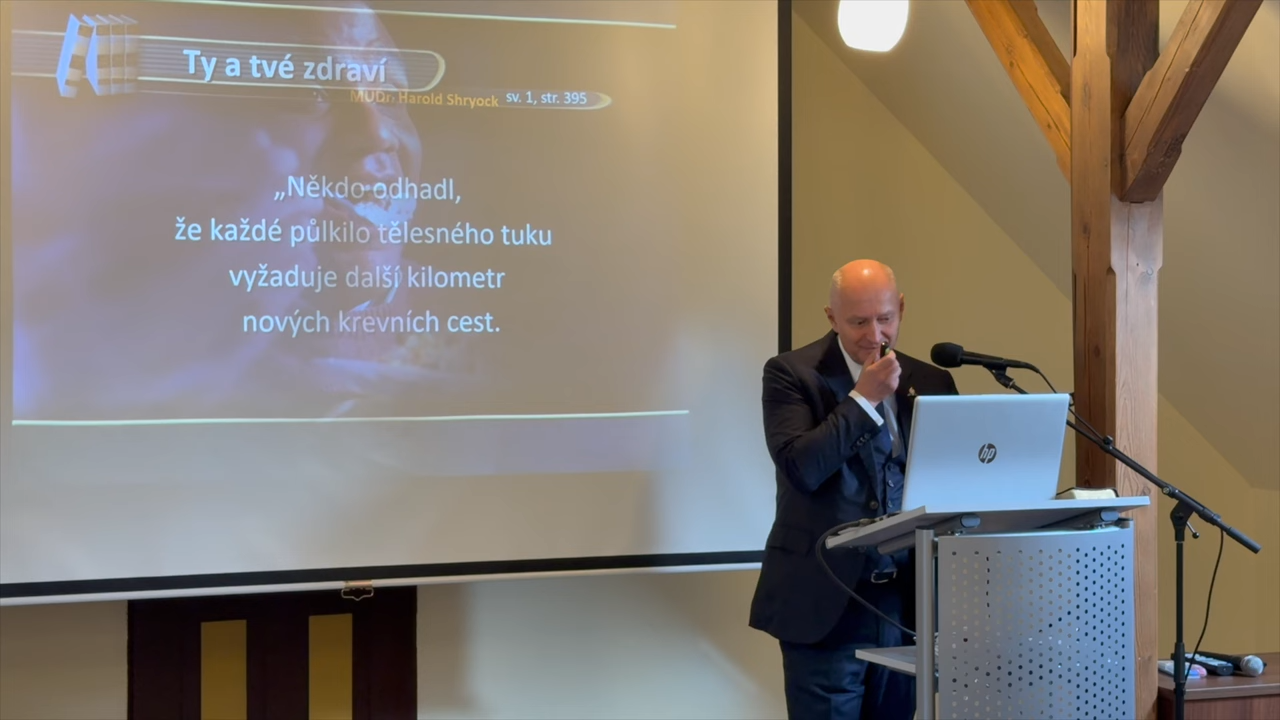 Ty a tvé zdraví
MUDr. Harold Shryock sv. 1, str. 395
„Někdo odhadl,
že každé půlkilo tělesného tuku
vyžaduje další kilometr
nových krevních cest.
hp